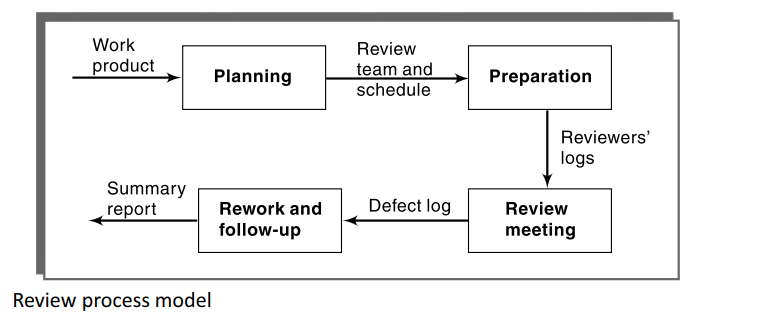 Work
product
Planning
Review
team and
schedule
Preparation
Reviewers’
logs
Summary
report
Rework and
follow-up
Defect log
Review
meeting
Review process model